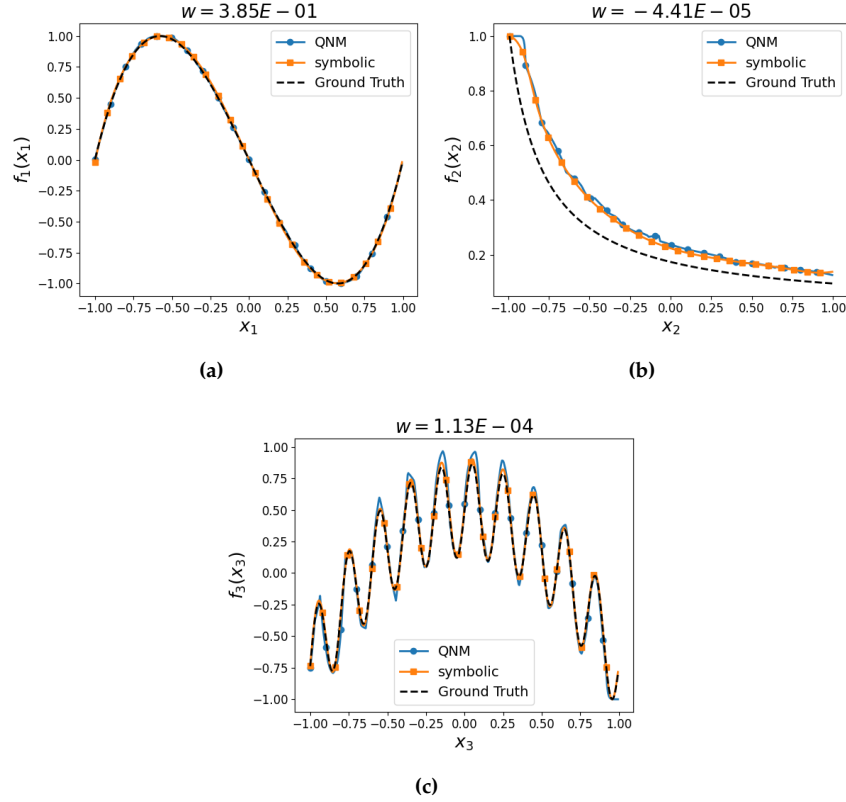 w = 3.85E − 01
1.00
0.75
0.50
0.25
0.00
−0.25
−0.50
−0.75
−1.00
f₁(x₁)
QNM
symbolic
Ground Truth
−1.00 −0.75 −0.50 −0.25 0.00 0.25 0.50 0.75 1.00
x₁
(a)
w = −4.41E − 05
1.0
0.8
0.6
0.4
0.2
f₂(x₂)
QNM
symbolic
Ground Truth
−1.00 −0.75 −0.50 −0.25 0.00 0.25 0.50 0.75 1.00
x₂
(b)
w = 1.13E − 04
1.00
0.75
0.50
0.25
0.00
−0.25
−0.50
−0.75
−1.00
f₃(x₃)
QNM
symbolic
Ground Truth
−1.00 −0.75 −0.50 −0.25 0.00 0.25 0.50 0.75 1.00
x₃
(c)